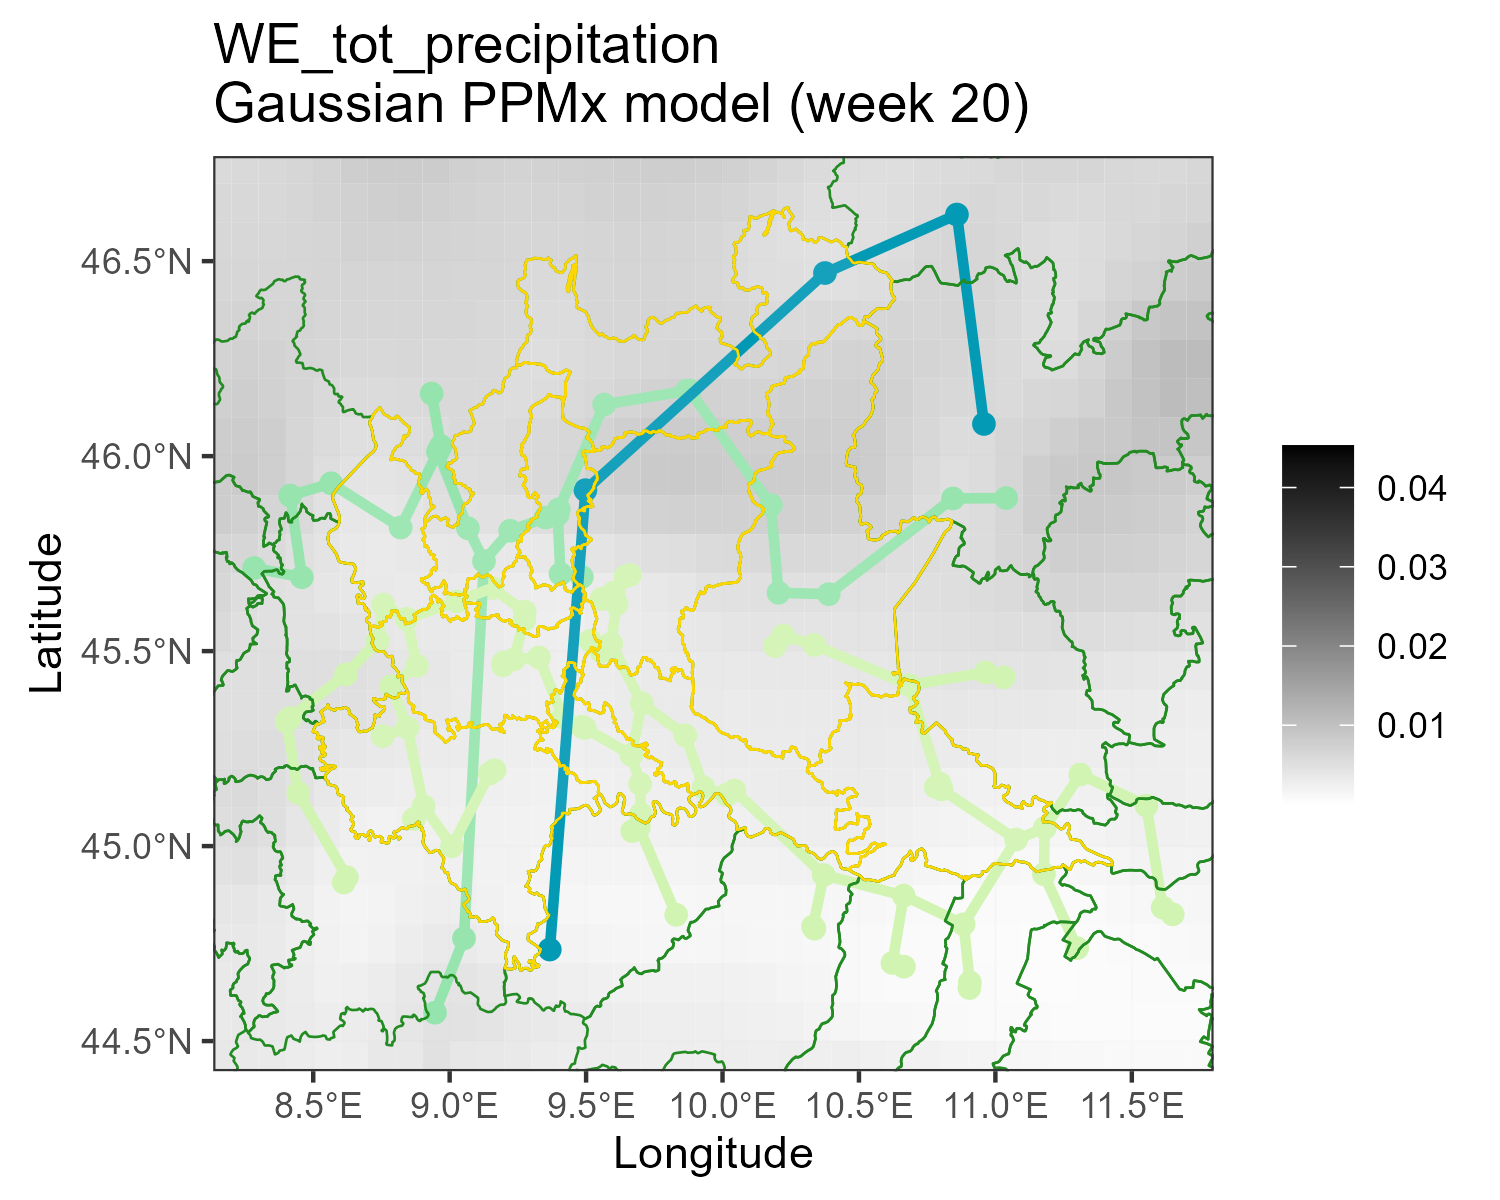 WE_tot_precipitation
Gaussian PPMx model (week 20)
46.5°N
46.0°N
45.5°N
45.0°N
44.5°N
Latitude
8.5°E
9.0°E
9.5°E
10.0°E
10.5°E
11.0°E
11.5°E
Longitude
0.04
0.03
0.02
0.01